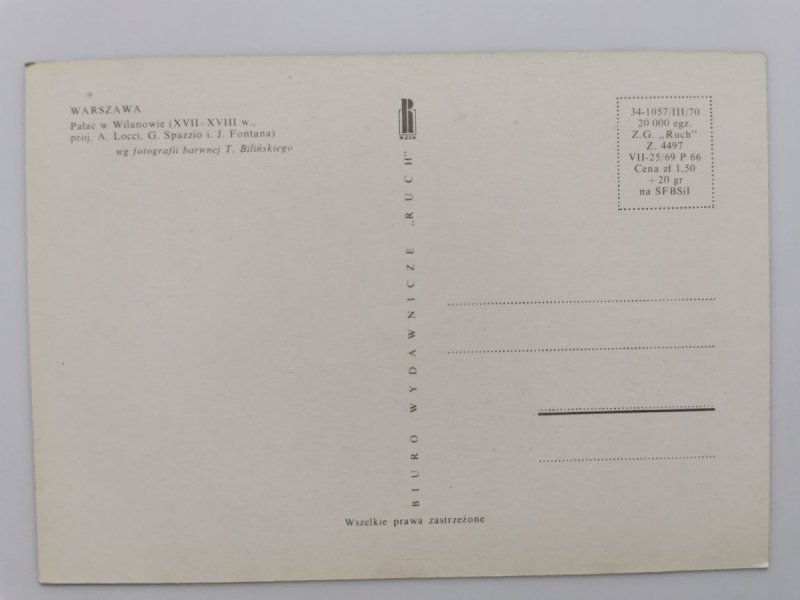 WARSZAWA
Pałac w Wilanowie (XVII–XVIII w.,
proj. A. Locci, G. Spazzio i. J. Fontana)
wg fotografii barwnej T. Bilińskiego
RUCH
BIURO WYDAWNICZE „RUCH"
34-1057/III/70
20 000 egz.
Z.G. „Ruch"
Z. 4497
VII-25/69 P 66
Cena zł 1,50
+20 gr
na SFBSiI
Wszelkie prawa zastrzeżone